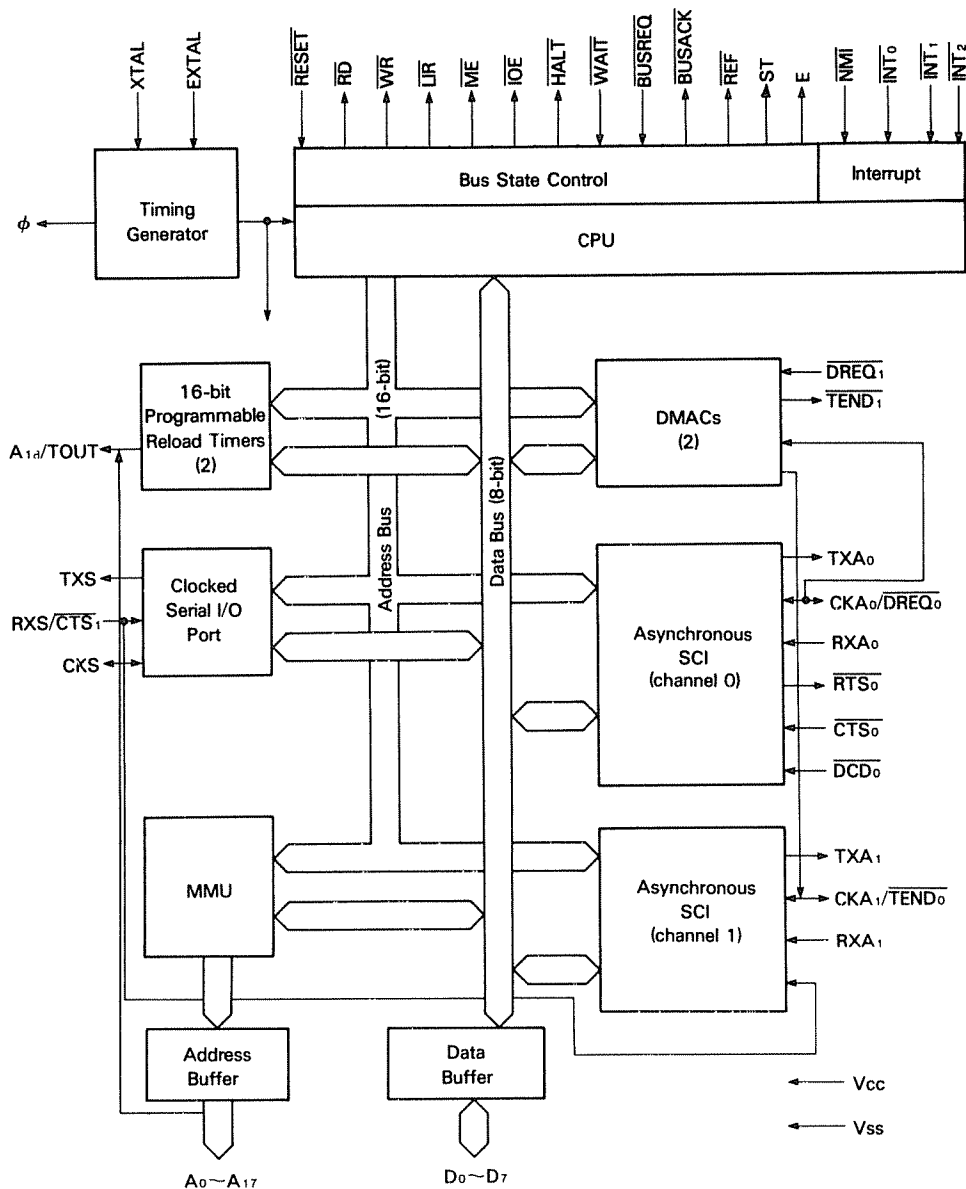 XTAL
EXTAL
RESET
RD
WR
LIR
ME
IOE
HALT
WAIT
BUSREQ
BUSACK
REF
ST
E
NMI
INT₀
INT₁
INT₂
Timing
Generator
ϕ
Bus State Control
Interrupt
CPU
16-bit
Programmable
Reload Timers
(2)
A₁₈/TOUT
(16-bit)
Address Bus
Data Bus (8-bit)
DMACs
(2)
DREQ₁
TEND₁
TXS
RXS/CTS₁
CKS
Clocked
Serial I/O
Port
Asynchronous
SCI
(channel 0)
TXA₀
CKA₀/DREQ₀
RXA₀
RTS₀
CTS₀
DCD₀
MMU
Asynchronous
SCI
(channel 1)
TXA₁
CKA₁/TEND₀
RXA₁
Address
Buffer
Data
Buffer
Vcc
Vss
A₀~A₁₇
D₀~D₇